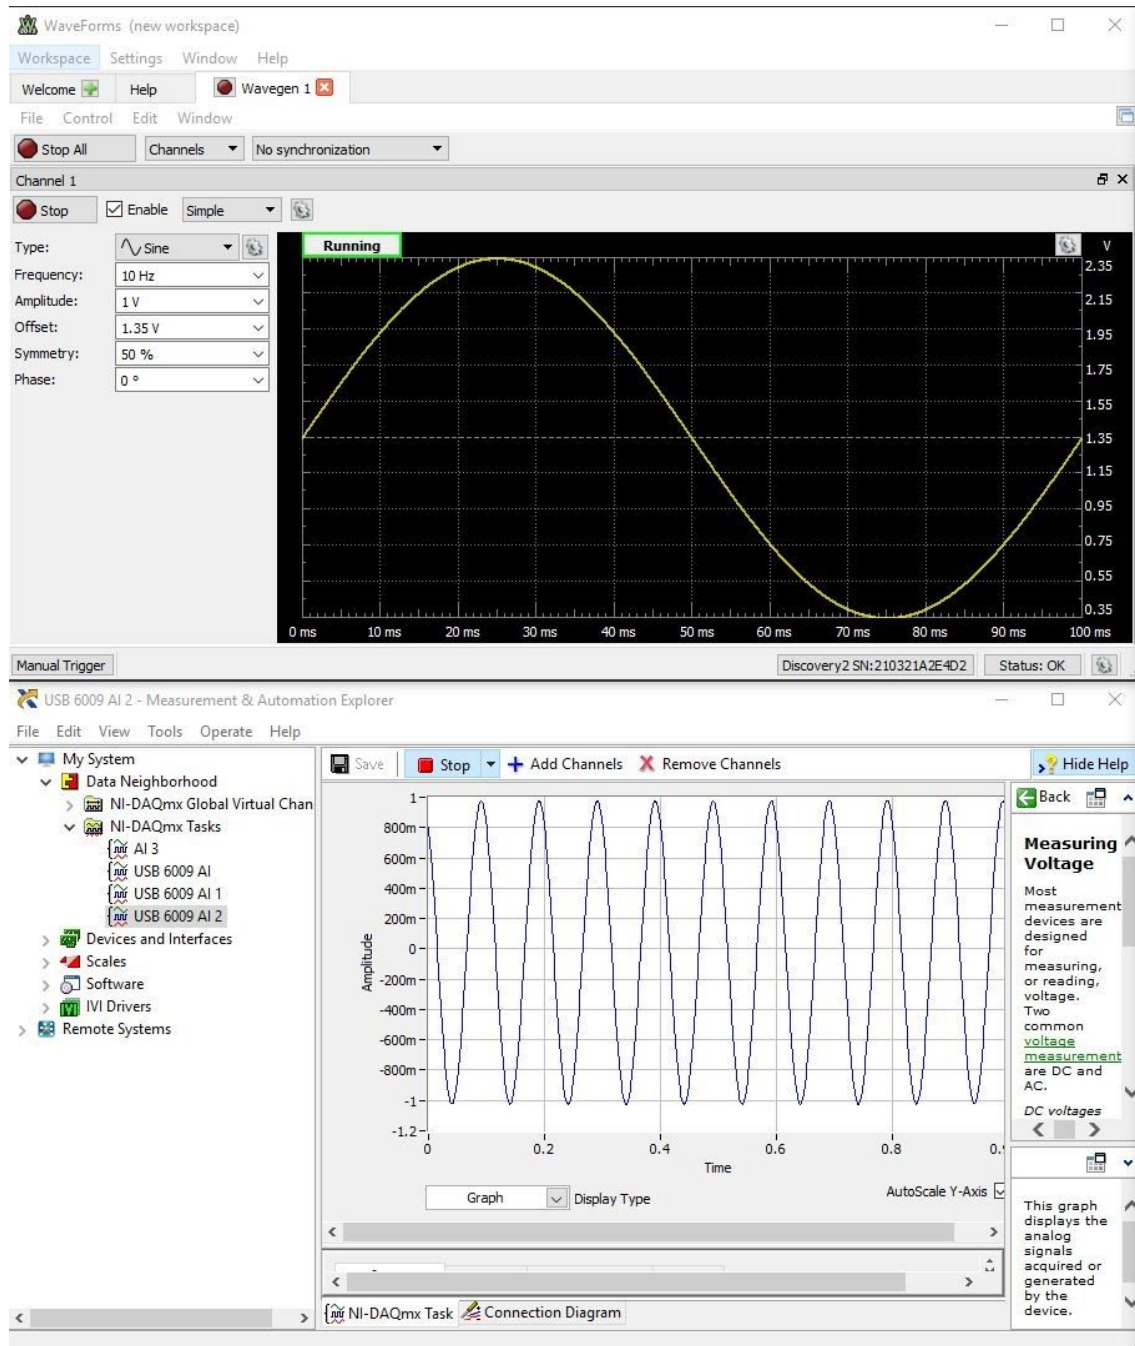 WaveForms (new workspace)
Workspace Settings Window Help
Welcome Help Wavegen 1
File Control Edit Window
Stop All Channels No synchronization
Channel 1
Stop Enable Simple
Type: Sine
Frequency: 10 Hz
Amplitude: 1 V
Offset: 1.35 V
Symmetry: 50 %
Phase: 0 °
Running
V
2.35
2.15
1.95
1.75
1.55
1.35
1.15
0.95
0.75
0.55
0.35
0 ms 10 ms 20 ms 30 ms 40 ms 50 ms 60 ms 70 ms 80 ms 90 ms 100 ms
Manual Trigger Discovery2 SN:210321A2E4D2 Status: OK
USB 6009 AI 2 - Measurement & Automation Explorer
File Edit View Tools Operate Help
My System
Data Neighborhood
NI-DAQmx Global Virtual Chan
NI-DAQmx Tasks
AI 3
USB 6009 AI
USB 6009 AI 1
USB 6009 AI 2
Devices and Interfaces
Scales
Software
IVI Drivers
Remote Systems
Save Stop Add Channels Remove Channels Hide Help
1
800m
600m
400m
200m
0
-200m
-400m
-600m
-800m
-1
-1.2
Amplitude
0 0.2 0.4 0.6 0.8
Time
Graph Display Type AutoScale Y-Axis
NI-DAQmx Task Connection Diagram
Back
Measuring
Voltage
Most
measurement
devices are
designed
for
measuring,
or reading,
voltage.
Two
common
voltage
measurement
are DC and
AC.
DC voltages
This graph
displays the
analog
signals
acquired or
generated
by the
device.